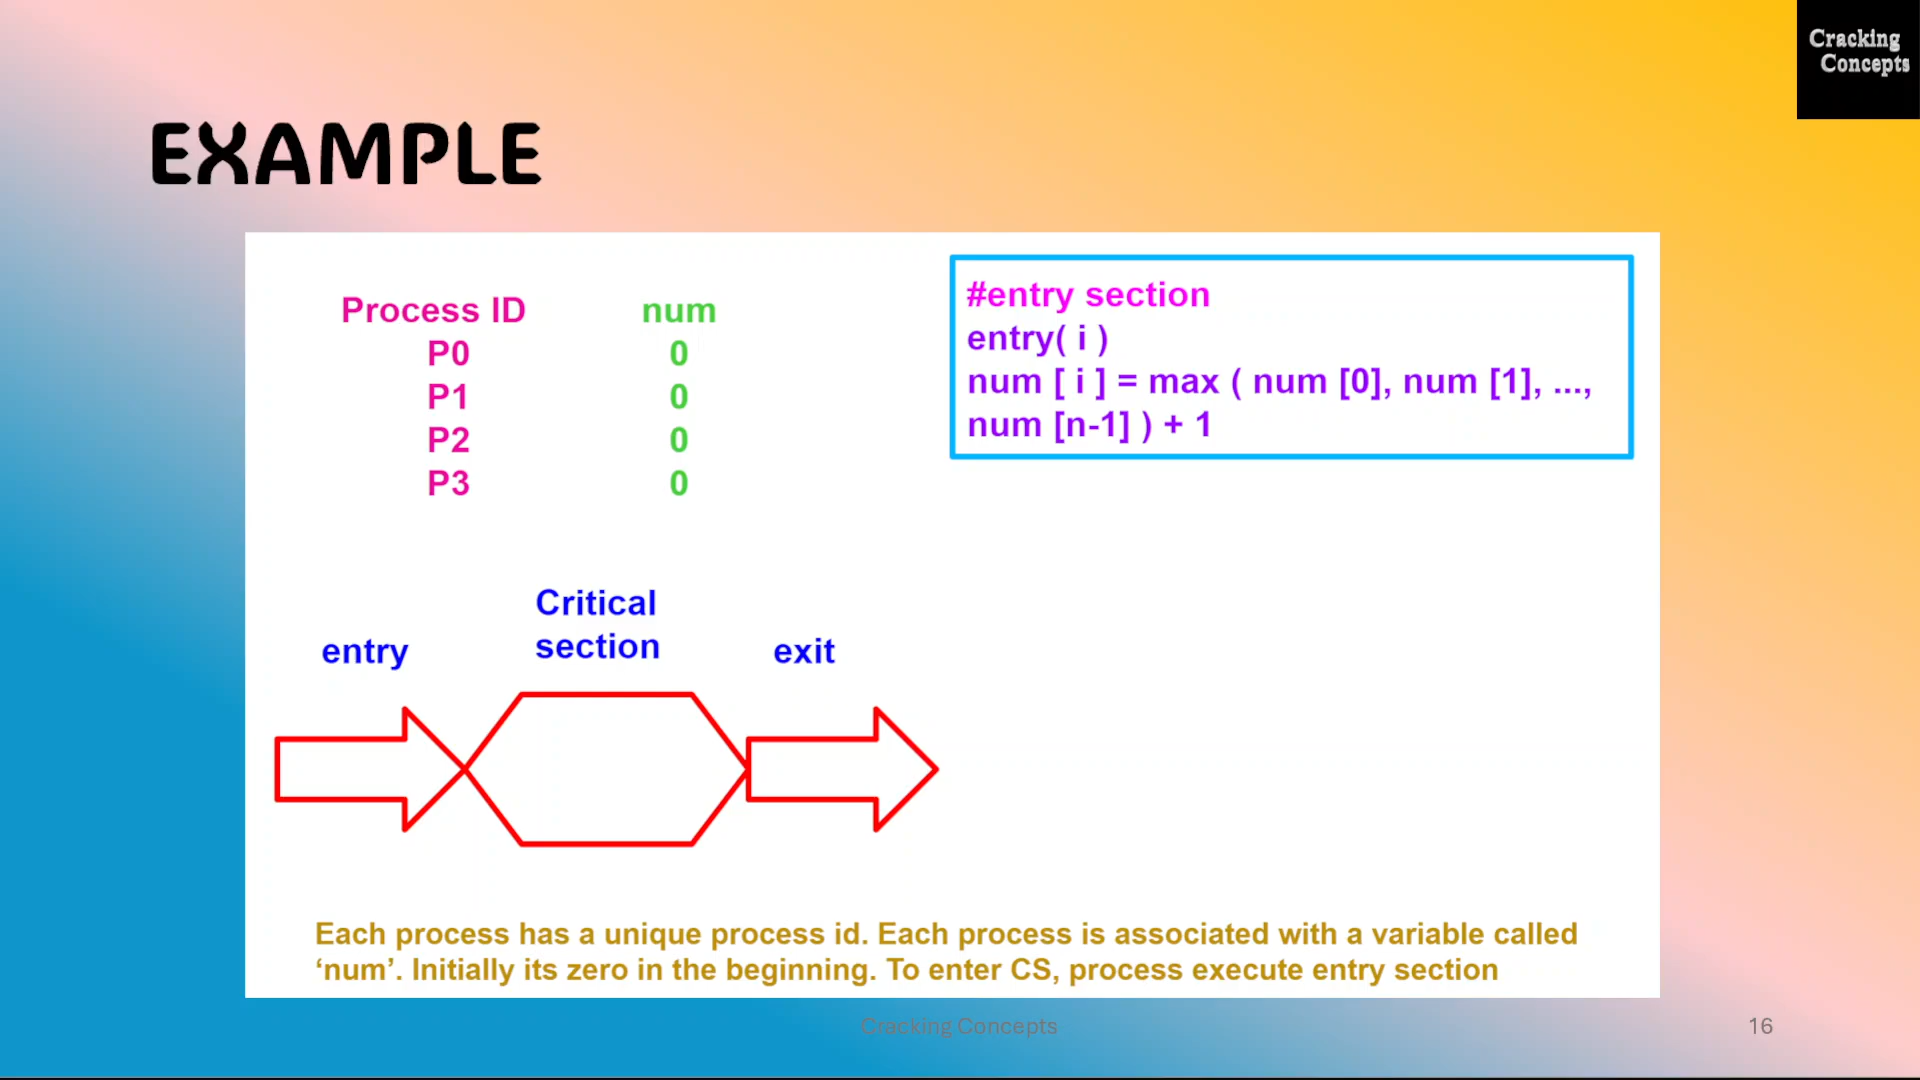 Cracking
Concepts
EXAMPLE
Process ID num
P0 0
P1 0
P2 0
P3 0
#entry section
entry( i )
num [ i ] = max ( num [0], num [1], ...,
num [n-1] ) + 1
Critical
section
entry
exit
Each process has a unique process id. Each process is associated with a variable called
‘num’. Initially its zero in the beginning. To enter CS, process execute entry section
Cracking Concepts
16